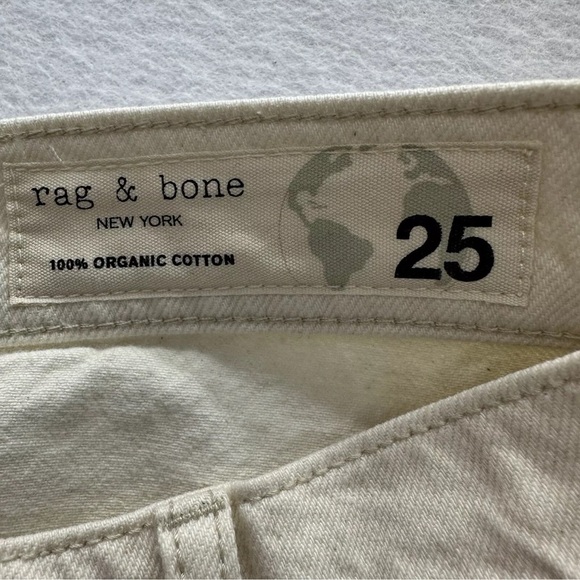 rag & bone
NEW YORK
100% ORGANIC COTTON
25